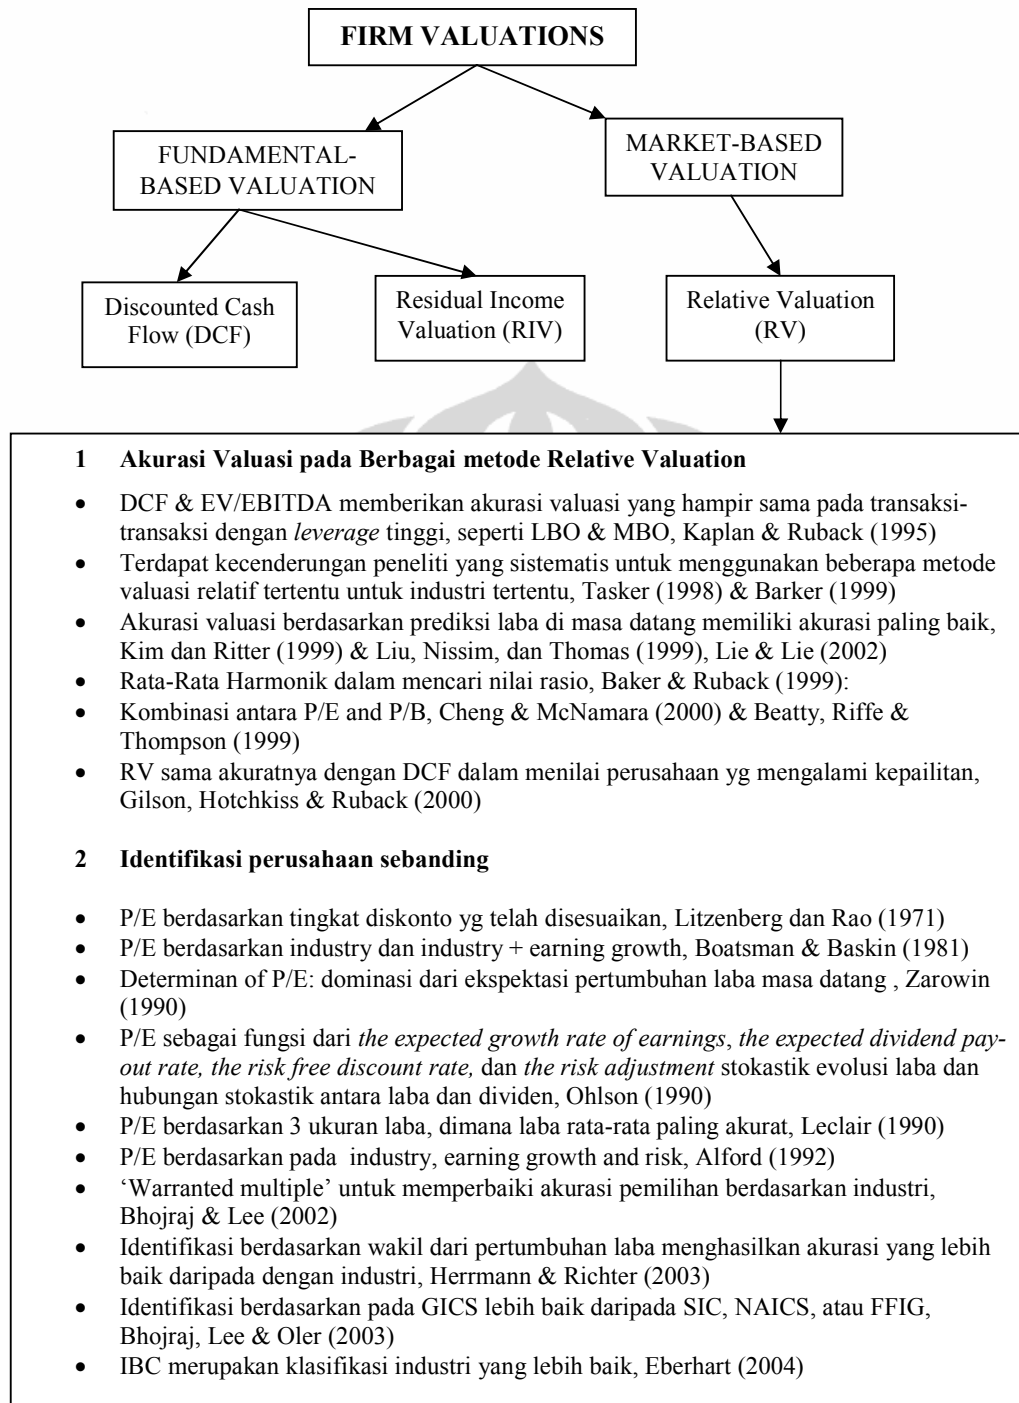 FIRM VALUATIONS
FUNDAMENTAL-
BASED VALUATION
MARKET-BASED
VALUATION
Discounted Cash
Flow (DCF)
Residual Income
Valuation (RIV)
Relative Valuation
(RV)
1 Akurasi Valuasi pada Berbagai metode Relative Valuation
• DCF & EV/EBITDA memberikan akurasi valuasi yang hampir sama pada transaksi-
transaksi dengan leverage tinggi, seperti LBO & MBO, Kaplan & Ruback (1995)
• Terdapat kecenderungan peneliti yang sistematis untuk menggunakan beberapa metode
valuasi relatif tertentu untuk industri tertentu, Tasker (1998) & Barker (1999)
• Akurasi valuasi berdasarkan prediksi laba di masa datang memiliki akurasi paling baik,
Kim dan Ritter (1999) & Liu, Nissim, dan Thomas (1999), Lie & Lie (2002)
• Rata-Rata Harmonik dalam mencari nilai rasio, Baker & Ruback (1999):
• Kombinasi antara P/E and P/B, Cheng & McNamara (2000) & Beatty, Riffe &
Thompson (1999)
• RV sama akuratnya dengan DCF dalam menilai perusahaan yg mengalami kepailitan,
Gilson, Hotchkiss & Ruback (2000)
2 Identifikasi perusahaan sebanding
• P/E berdasarkan tingkat diskonto yg telah disesuaikan, Litzenberg dan Rao (1971)
• P/E berdasarkan industry dan industry + earning growth, Boatsman & Baskin (1981)
• Determinan of P/E: dominasi dari ekspektasi pertumbuhan laba masa datang , Zarowin
(1990)
• P/E sebagai fungsi dari the expected growth rate of earnings, the expected dividend pay-
out rate, the risk free discount rate, dan the risk adjustment stokastik evolusi laba dan
hubungan stokastik antara laba dan dividen, Ohlson (1990)
• P/E berdasarkan 3 ukuran laba, dimana laba rata-rata paling akurat, Leclair (1990)
• P/E berdasarkan pada industry, earning growth and risk, Alford (1992)
• ‘Warranted multiple’ untuk memperbaiki akurasi pemilihan berdasarkan industri,
Bhojraj & Lee (2002)
• Identifikasi berdasarkan wakil dari pertumbuhan laba menghasilkan akurasi yang lebih
baik daripada dengan industri, Herrmann & Richter (2003)
• Identifikasi berdasarkan pada GICS lebih baik daripada SIC, NAICS, atau FFIG,
Bhojraj, Lee & Oler (2003)
• IBC merupakan klasifikasi industri yang lebih baik, Eberhart (2004)